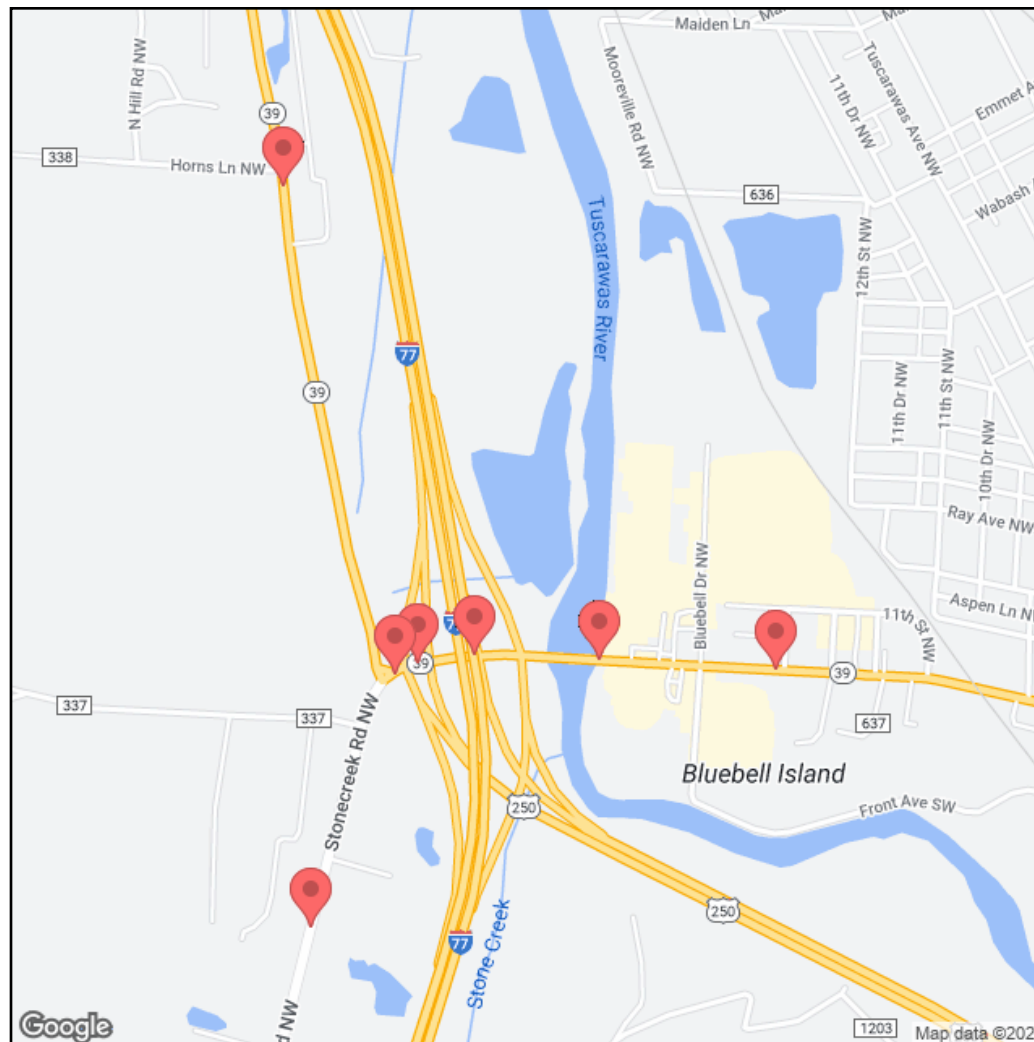 Maiden Ln
Mooreville Rd NW
11th Dr NW
Tuscarawas Ave NW
Emmet A
N Hill Rd NW
39
338
Horns Ln NW
636
Wabash A
Tuscarawas River
12th St NW
77
39
11th Dr NW
11th St NW
10th Dr NW
Ray Ave NW
Bluebell Dr NW
Aspen Ln NW
11th St NW
39
39
337
337
637
Stonecreek Rd NW
Bluebell Island
250
Front Ave SW
250
77
Stone Creek
d NW
1203
Google
Map data ©202